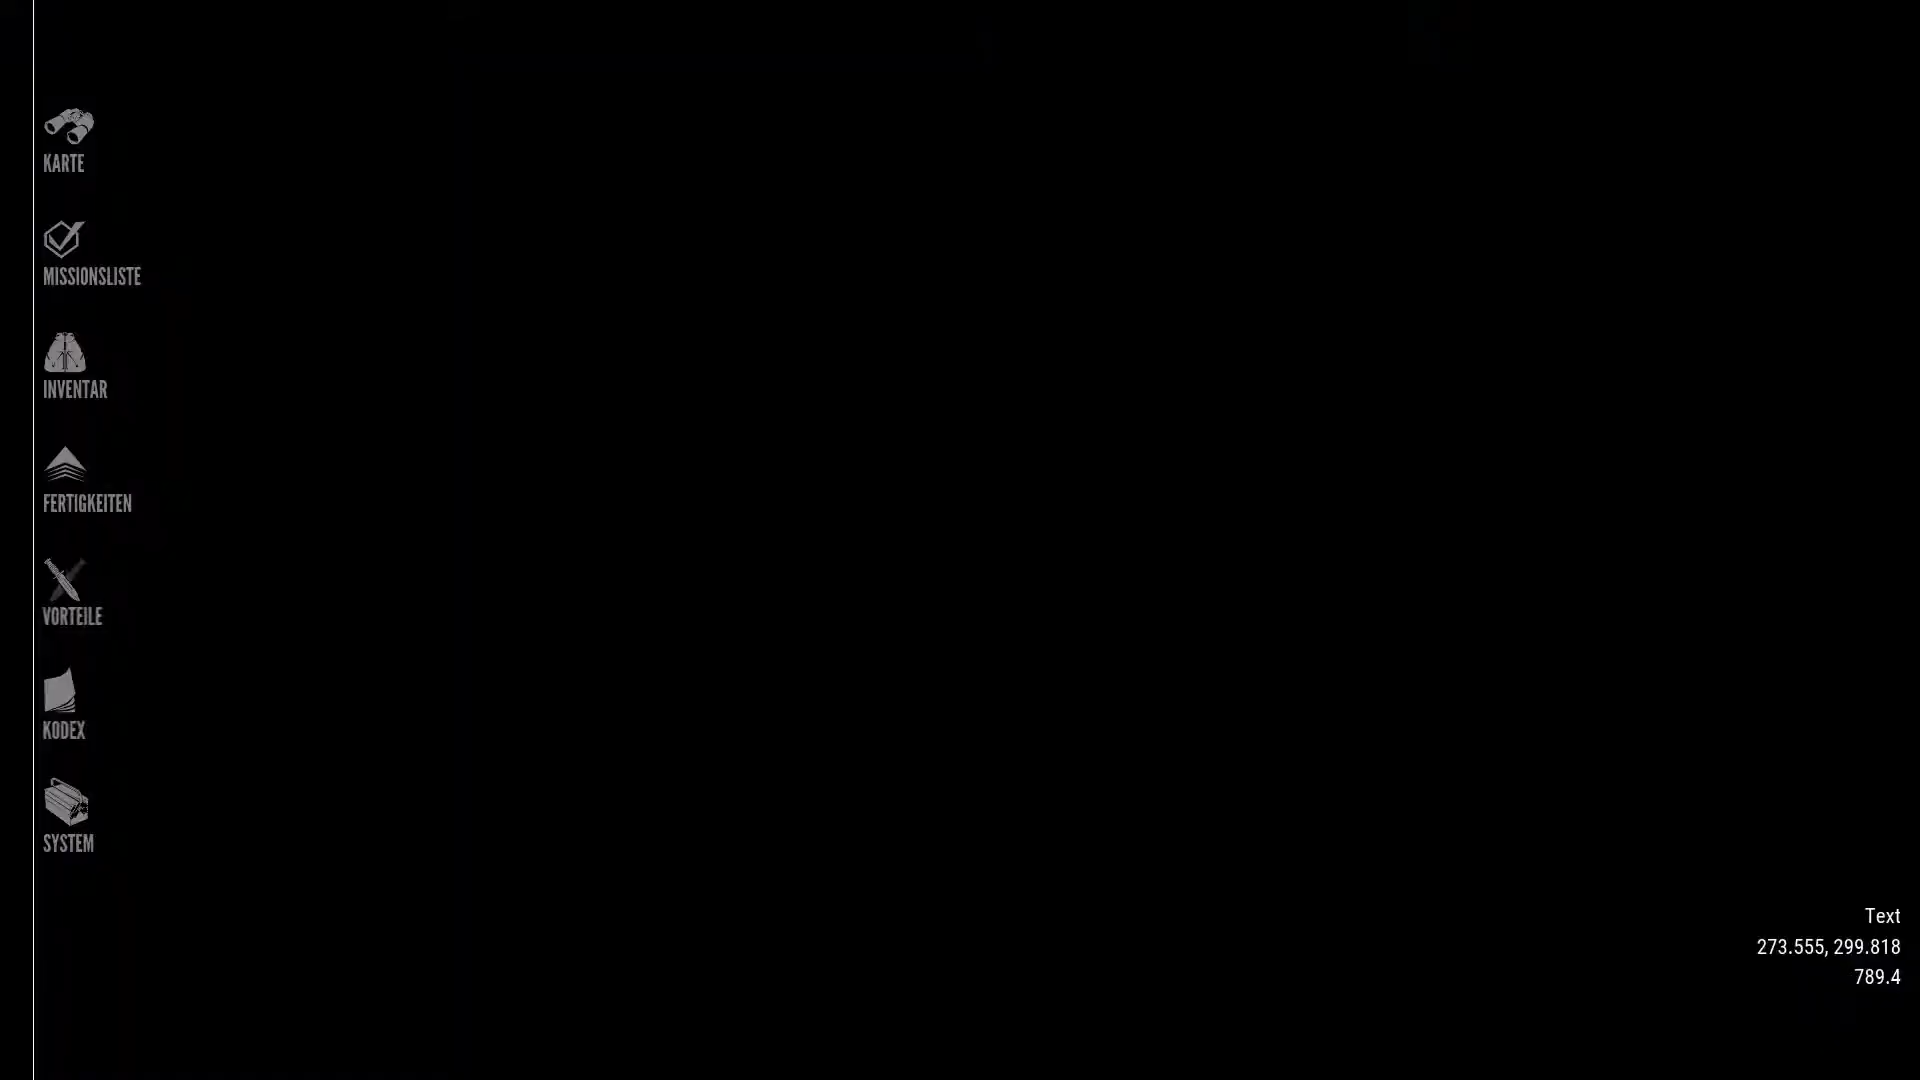 KARTE
MISSIONSLISTE
INVENTAR
FERTIGKEITEN
VORTEILE
KODEX
SYSTEM
Text
273.555, 299.818
789.4